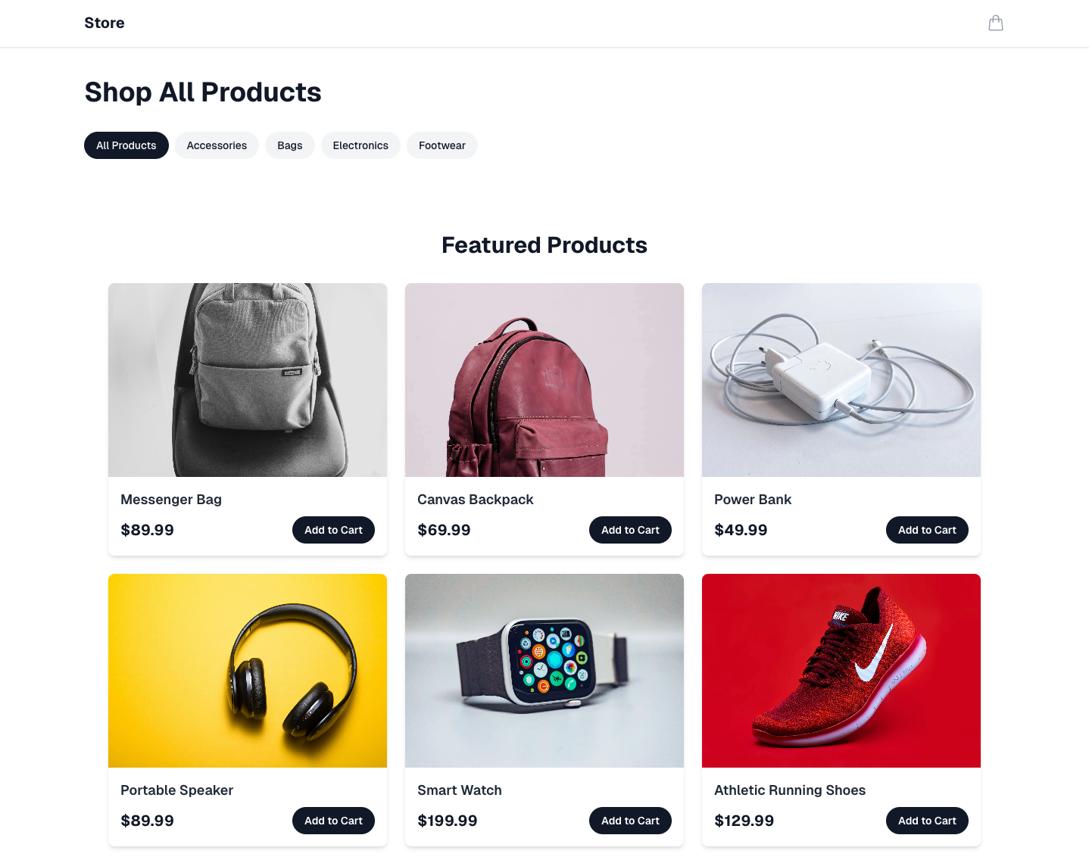 Store
Shop All Products
All Products Accessories Bags Electronics Footwear
Featured Products
Messenger Bag
$89.99 Add to Cart
Canvas Backpack
$69.99 Add to Cart
Power Bank
$49.99 Add to Cart
Portable Speaker
$89.99 Add to Cart
Smart Watch
$199.99 Add to Cart
NIKE
Athletic Running Shoes
$129.99 Add to Cart